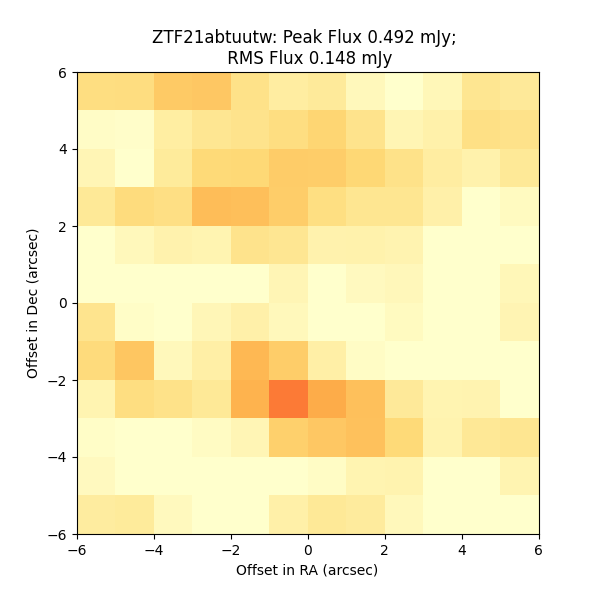 ZTF21abtuutw: Peak Flux 0.492 mJy;
RMS Flux 0.148 mJy
6
4
2
0
−2
−4
−6
Offset in Dec (arcsec)
−6 −4 −2 0 2 4 6
Offset in RA (arcsec)